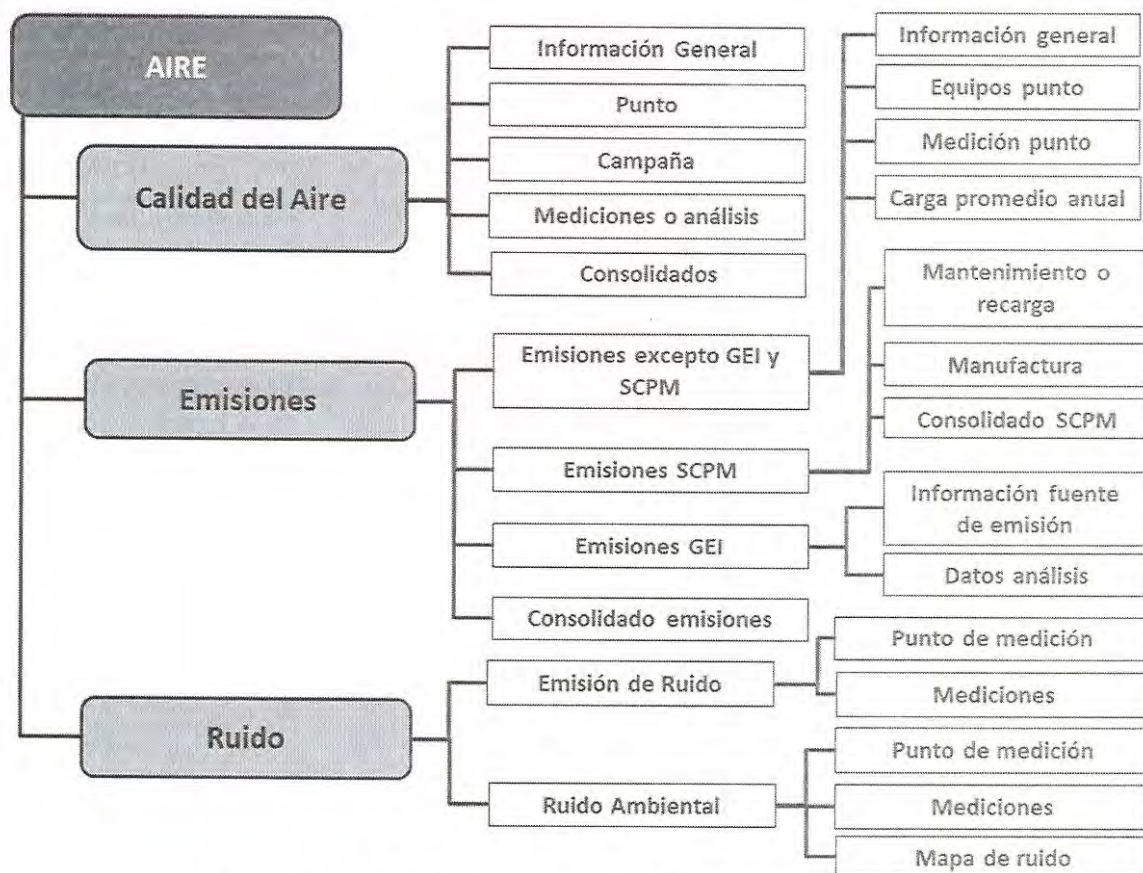 AIRE
Calidad del Aire
Información General
Punto
Campaña
Mediciones o análisis
Consolidados
Emisiones
Emisiones excepto GEI y
SCPM
Información general
Equipos punto
Medición punto
Carga promedio anual
Emisiones SCPM
Mantenimiento o
recarga
Manufactura
Consolidado SCPM
Emisiones GEI
Información fuente
de emisión
Datos análisis
Consolidado emisiones
Ruido
Emisión de Ruido
Punto de medición
Mediciones
Ruido Ambiental
Punto de medición
Mediciones
Mapa de ruido